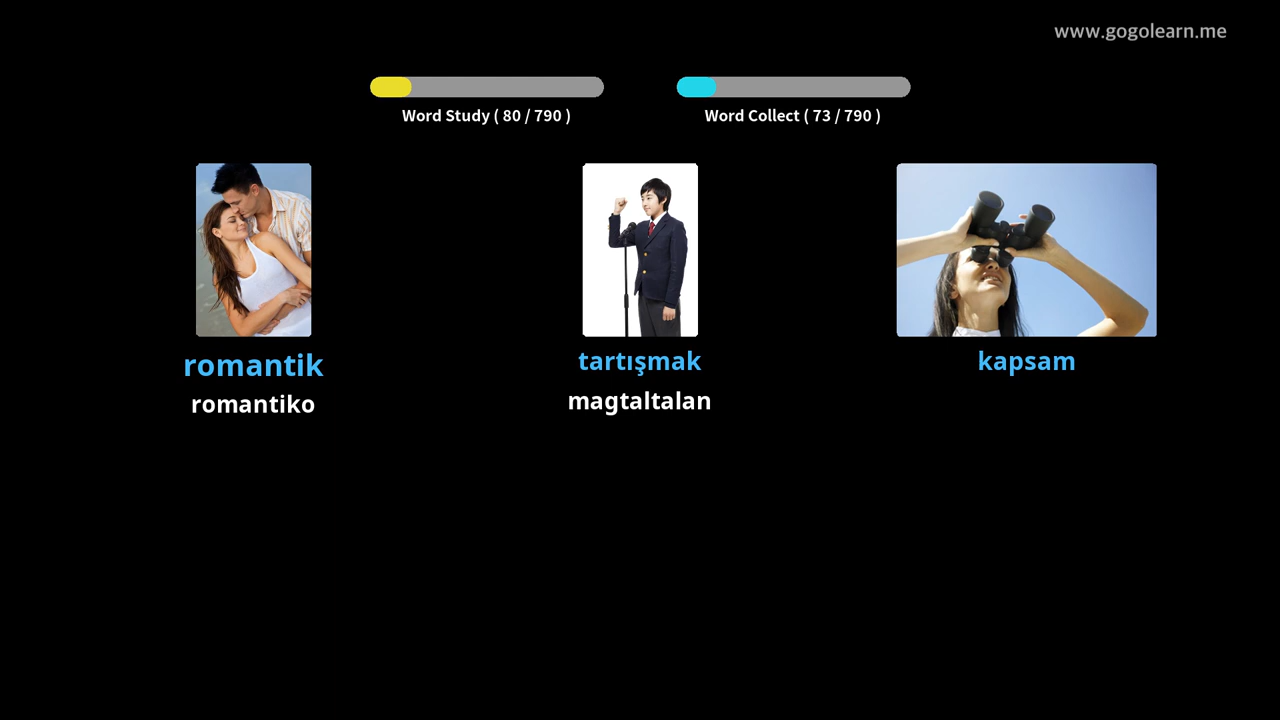 www.gogolearn.me
Word Study ( 80 / 790 )
Word Collect ( 73 / 790 )
romantik
romantiko
tartışmak
magtaltalan
kapsam